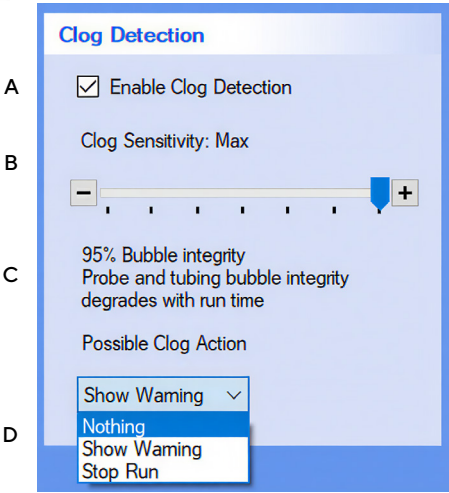 Clog Detection
A
Enable Clog Detection
Clog Sensitivity: Max
B
− +
95% Bubble integrity
C
Probe and tubing bubble integrity
degrades with run time
Possible Clog Action
Show Warning
Nothing
D
Show Warning
Stop Run